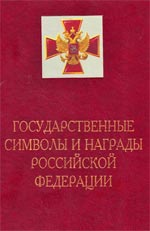 ГОСУДАРСТВЕННЫЕ
СИМВОЛЫ И НАГРАДЫ
РОССИЙСКОЙ
ФЕДЕРАЦИИ